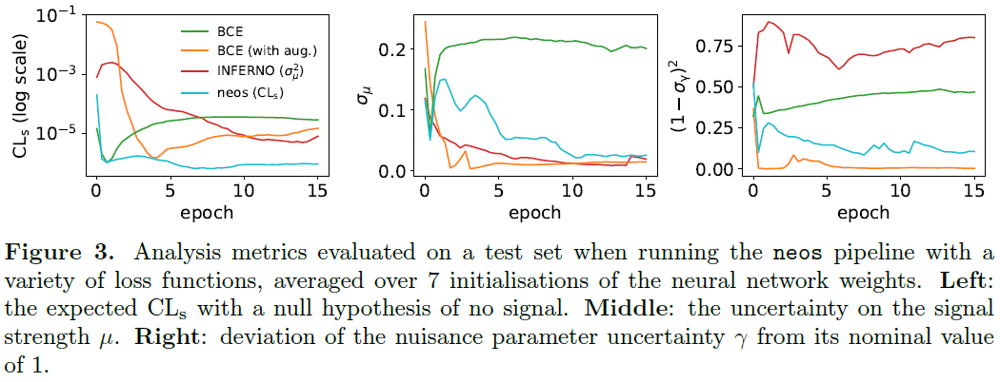 10⁻¹
10⁻³
10⁻⁵
CLₛ (log scale)
BCE
BCE (with aug.)
INFERNO (σ²μ)
neos (CLₛ)
0 5 10 15
epoch
0.2
0.1
0.0
σμ
0 5 10 15
epoch
0.75
0.50
0.25
0.00
(1−σγ)²
0 5 10 15
epoch
Figure 3. Analysis metrics evaluated on a test set when running the neos pipeline with a
variety of loss functions, averaged over 7 initialisations of the neural network weights. Left:
the expected CLₛ with a null hypothesis of no signal. Middle: the uncertainty on the signal
strength μ. Right: deviation of the nuisance parameter uncertainty γ from its nominal value
of 1.